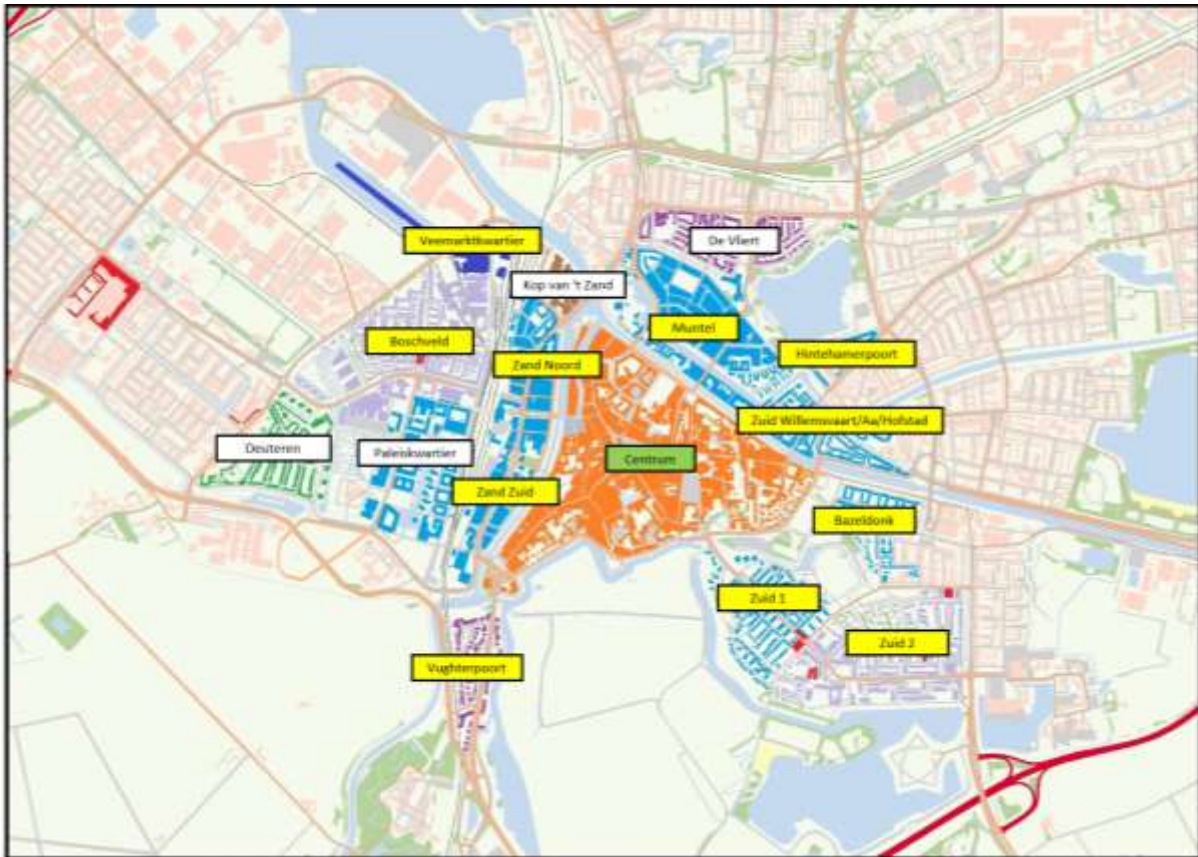 De Vliert
Veemarktkwartier
Kop van 't Zand
Muntel
Boschveld
Hintehamerpoort
Zand Noord
Zuid Willemsvaart/Aa/Hofstad
Deuteren
Paleiskwartier
Centrum
Zand Zuid
Bazeldonk
Zuid 1
Zuid 2
Vughterpoort